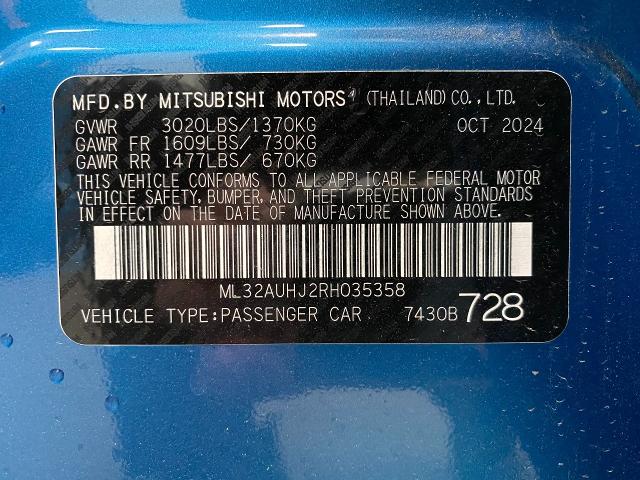 MFD.BY MITSUBISHI MOTORS (THAILAND)CO.,LTD.
GVWR 3020LBS/1370KG OCT 2024
GAWR FR 1609LBS/ 730KG
GAWR RR 1477LBS/ 670KG
THIS VEHICLE CONFORMS TO ALL APPLICABLE FEDERAL MOTOR
VEHICLE SAFETY, BUMPER, AND THEFT PREVENTION STANDARDS
IN EFFECT ON THE DATE OF MANUFACTURE SHOWN ABOVE.
ML32AUHJ2RH035358
VEHICLE TYPE:PASSENGER CAR 7430B 728